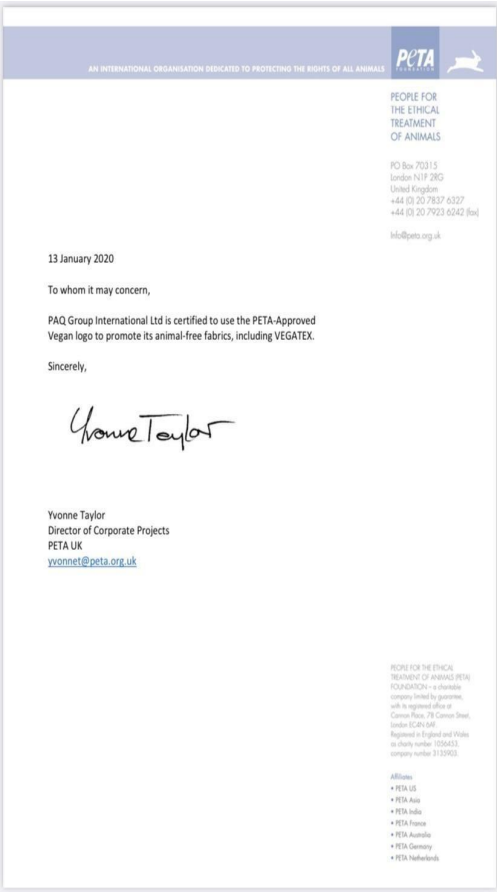 AN INTERNATIONAL ORGANISATION DEDICATED TO PROTECTING THE RIGHTS OF ALL ANIMALS
PETA
FOUNDATION
PEOPLE FOR
THE ETHICAL
TREATMENT
OF ANIMALS
PO Box 70315
London N1P 2RG
United Kingdom
+44 (0) 20 7837 6327
+44 (0) 20 7923 6242 (fax)
Info@peta.org.uk
13 January 2020
To whom it may concern,
PAQ Group International Ltd is certified to use the PETA-Approved
Vegan logo to promote its animal-free fabrics, including VEGATEX.
Sincerely,
Yvonne Taylor
Yvonne Taylor
Director of Corporate Projects
PETA UK
yvonnet@peta.org.uk
PEOPLE FOR THE ETHICAL
TREATMENT OF ANIMALS (PETA)
FOUNDATION – a charitable
company limited by guarantee,
with its registered office at
Cannon Place, 78 Cannon Street,
London EC4N 6AF.
Registered in England and Wales
as charity number 1056453,
company number 3135903.
Affiliates
• PETA US
• PETA Asia
• PETA India
• PETA France
• PETA Australia
• PETA Germany
• PETA Netherlands